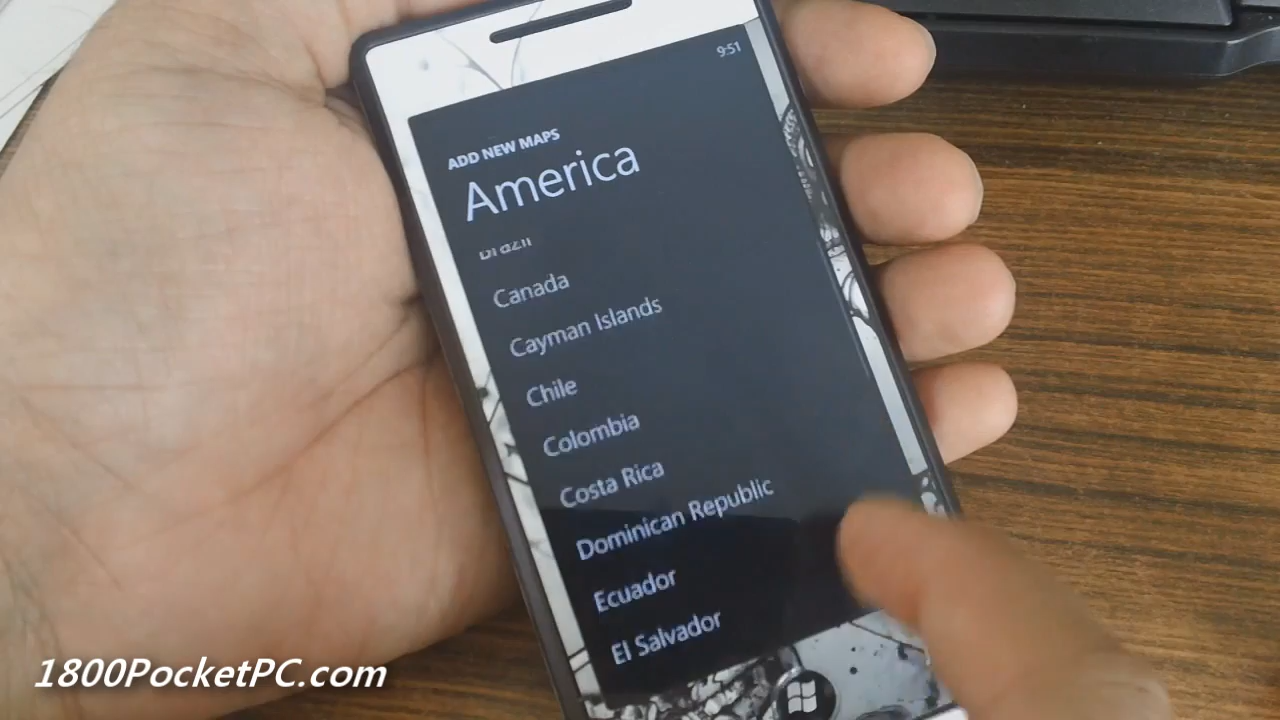 9:51
ADD NEW MAPS
America
Brazil
Canada
Cayman Islands
Chile
Colombia
Costa Rica
Dominican Republic
Ecuador
El Salvador
1800PocketPC.com